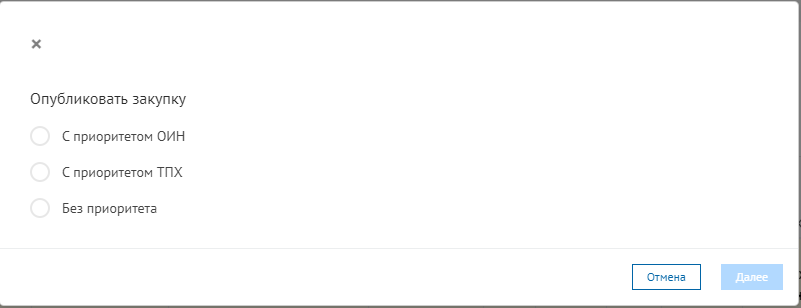 Опубликовать закупку
С приоритетом ОИН
С приоритетом ТПХ
Без приоритета
Отмена
Далее